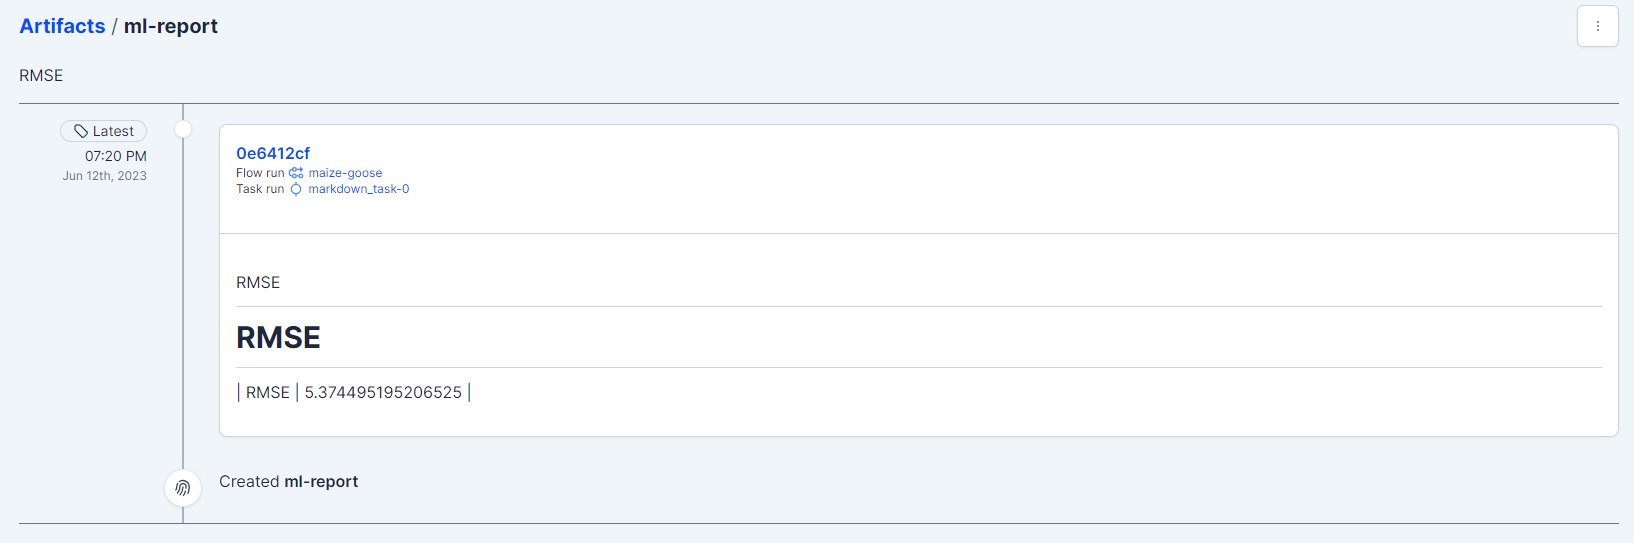 Artifacts / ml-report
RMSE
Latest
07:20 PM
Jun 12th, 2023
0e6412cf
Flow run maize-goose
Task run markdown_task-0
RMSE
RMSE
| RMSE | 5.374495195206525 |
Created ml-report